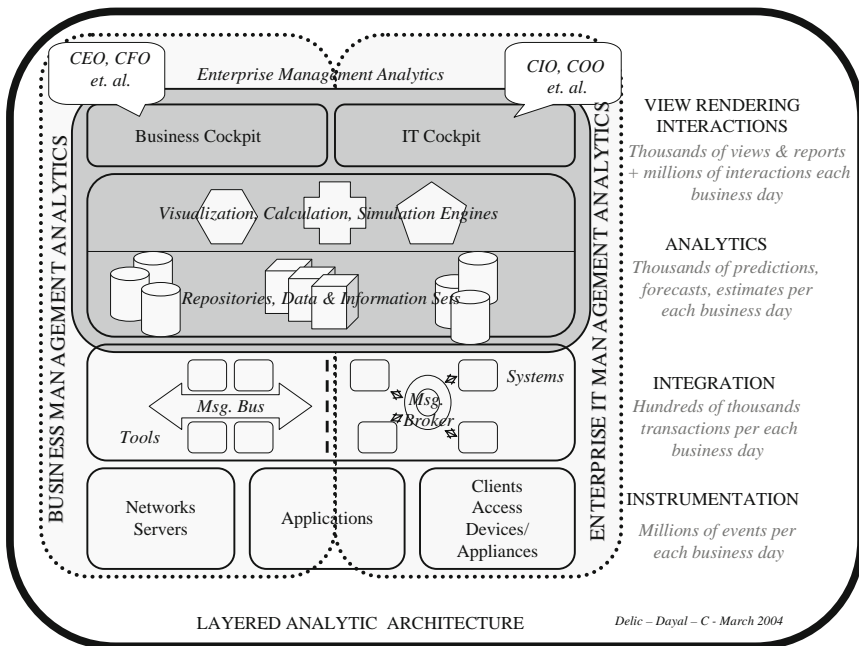 CEO, CFO
et. al.
Enterprise Management Analytics
CIO, COO
et. al.
BUSINESS MANAGEMENT ANALYTICS
ENTERPRISE IT MANAGEMENT ANALYTICS
Business Cockpit
IT Cockpit
VIEW RENDERING
INTERACTIONS
Thousands of views & reports
+ millions of interactions each
business day
Visualization, Calculation, Simulation Engines
ANALYTICS
Thousands of predictions,
forecasts, estimates per
each business day
Repositories, Data & Information Sets
Systems
Msg. Bus
Msg.
Broker
Tools
INTEGRATION
Hundreds of thousands
transactions per each
business day
Networks
Servers
Applications
Clients
Access
Devices/
Appliances
INSTRUMENTATION
Millions of events per
each business day
LAYERED ANALYTIC ARCHITECTURE
Delic – Dayal – C - March 2004